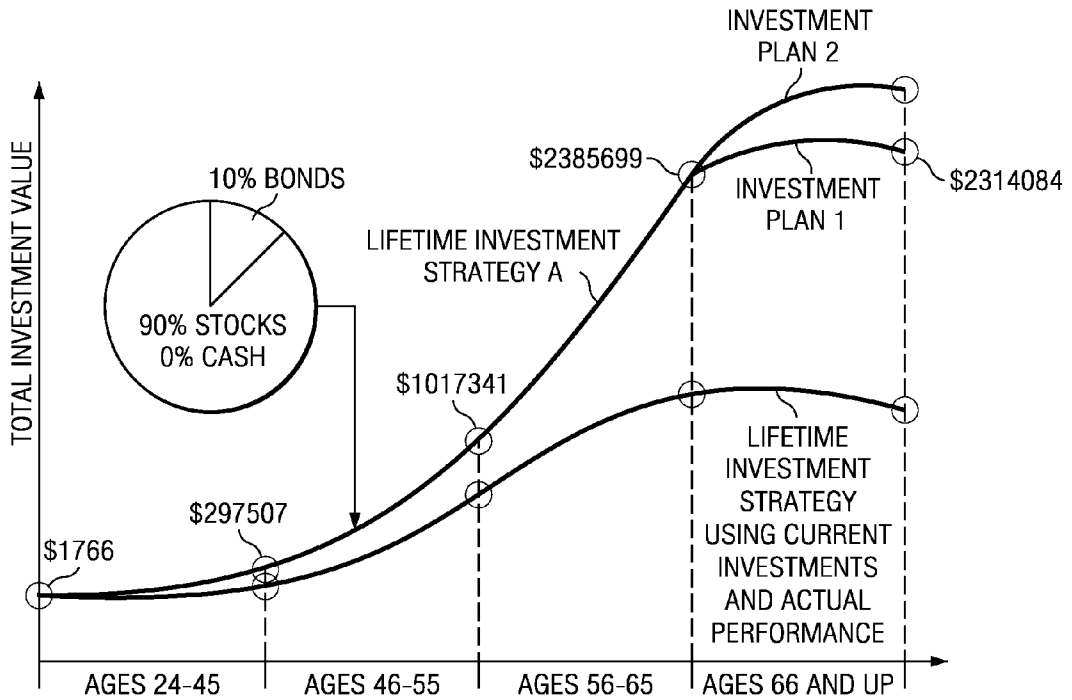 INVESTMENT
PLAN 2
$2385699
$2314084
INVESTMENT
PLAN 1
10% BONDS
LIFETIME INVESTMENT
STRATEGY A
90% STOCKS
0% CASH
TOTAL INVESTMENT VALUE
$1017341
LIFETIME
INVESTMENT
STRATEGY
USING CURRENT
INVESTMENTS
AND ACTUAL
PERFORMANCE
$297507
$1766
AGES 24-45
AGES 46-55
AGES 56-65
AGES 66 AND UP